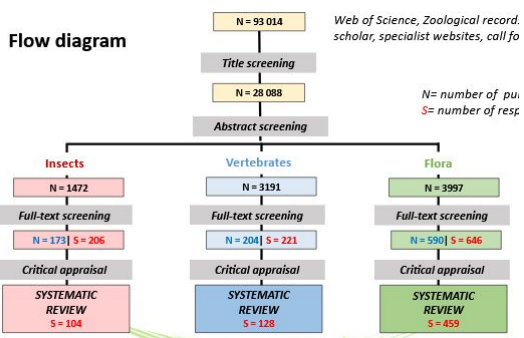 Flow diagram
N = 93 014
Web of Science, Zoological record
scholar, specialist websites, call fo
Title screening
N = 28 088
N= number of pu
S= number of resp
Abstract screening
Insects
Vertebrates
Flora
N = 1472
N = 3191
N = 3997
Full-text screening
Full-text screening
Full-text screening
N = 173| S = 206
N = 204| S = 221
N = 590| S = 646
Critical appraisal
Critical appraisal
Critical appraisal
SYSTEMATIC
REVIEW
S = 104
SYSTEMATIC
REVIEW
S = 128
SYSTEMATIC
REVIEW
S = 459